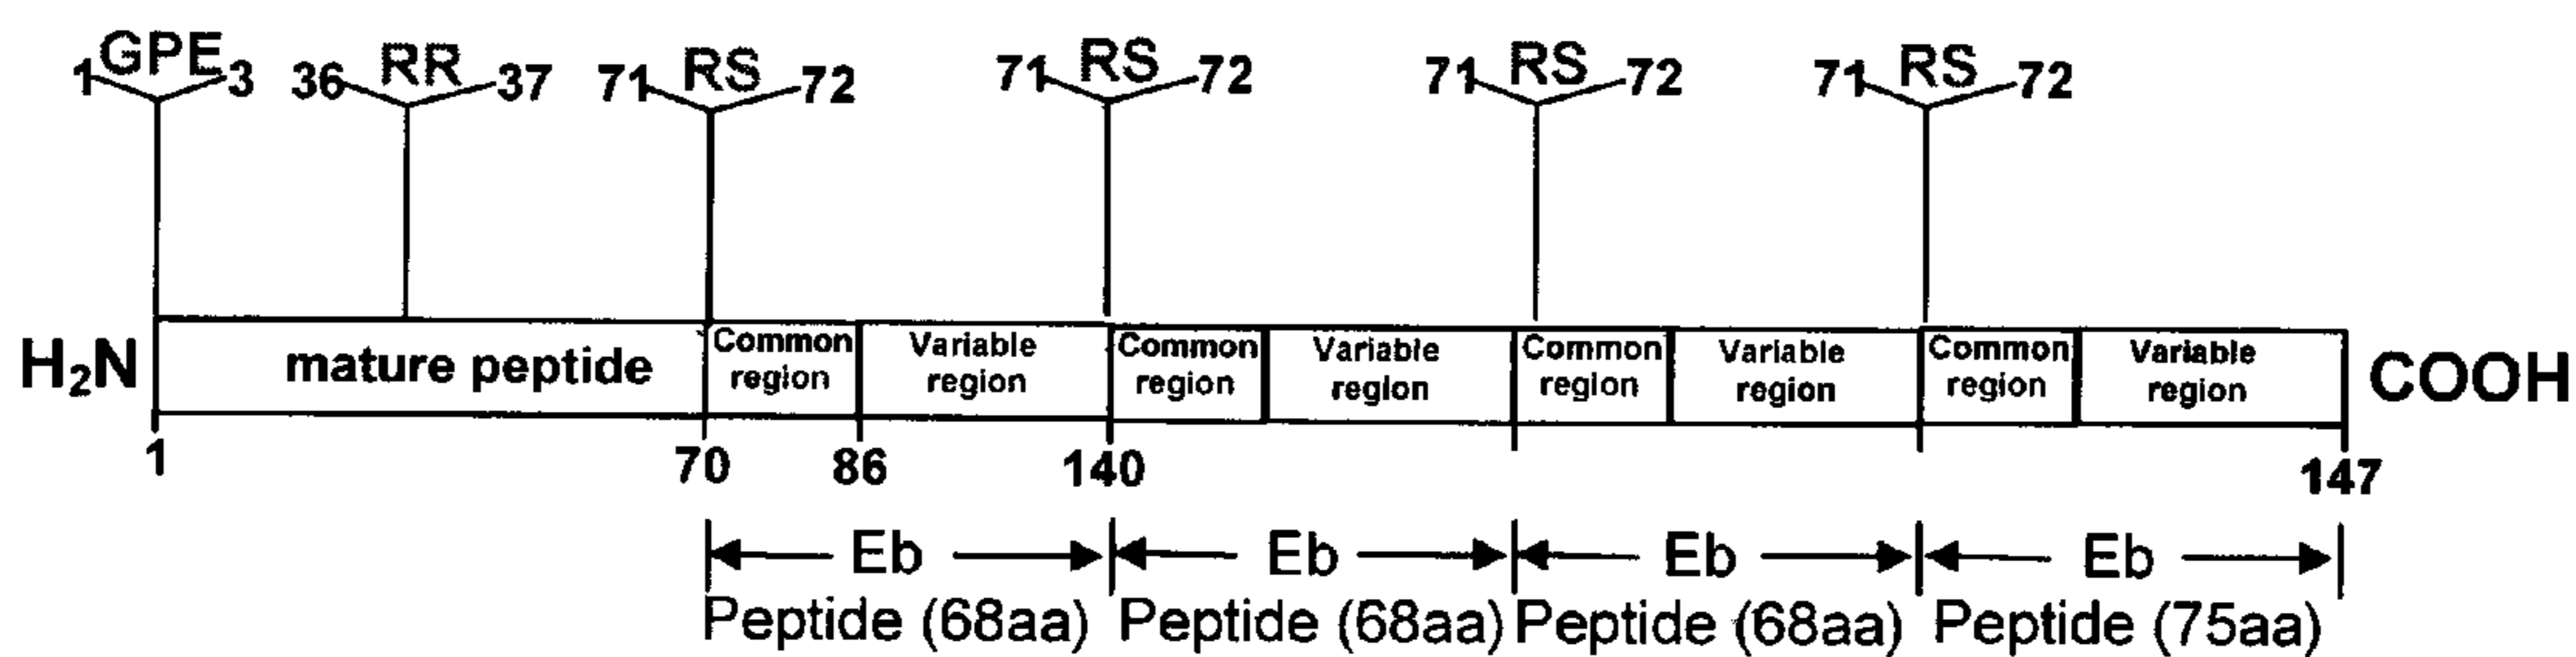 GPE RR RS RS RS RS
1 3 36 37 71 72 71 72 71 72 71 72
H₂N mature peptide Common region Variable region Common region Variable region Common region Variable region Common region Variable region COOH
1 70 86 140 147
Eb Eb Eb Eb
Peptide (68aa) Peptide (68aa) Peptide (68aa) Peptide (75aa)